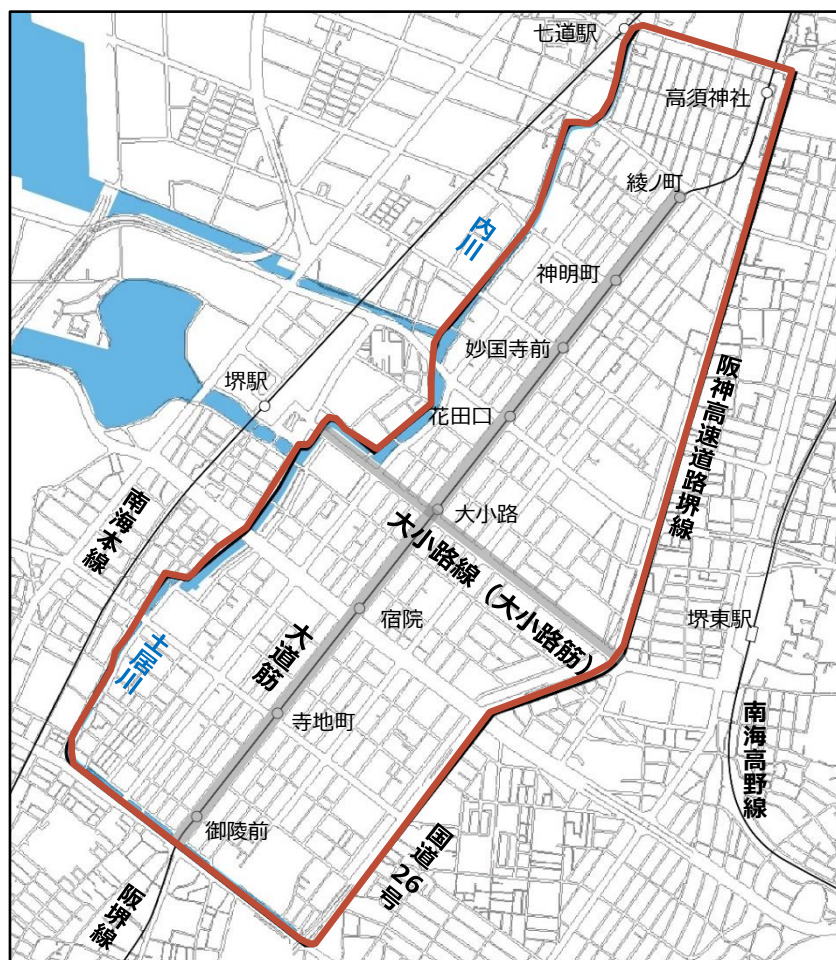 七道駅
高須神社
綾ノ町
内川
神明町
妙国寺前
堺駅
花田口
阪神高速道路堺線
大小路
南海本線
大小路線（大小路筋）
宿院
堺東駅
大道筋
土居川
寺地町
南海高野線
御陵前
国道26号
阪堺線